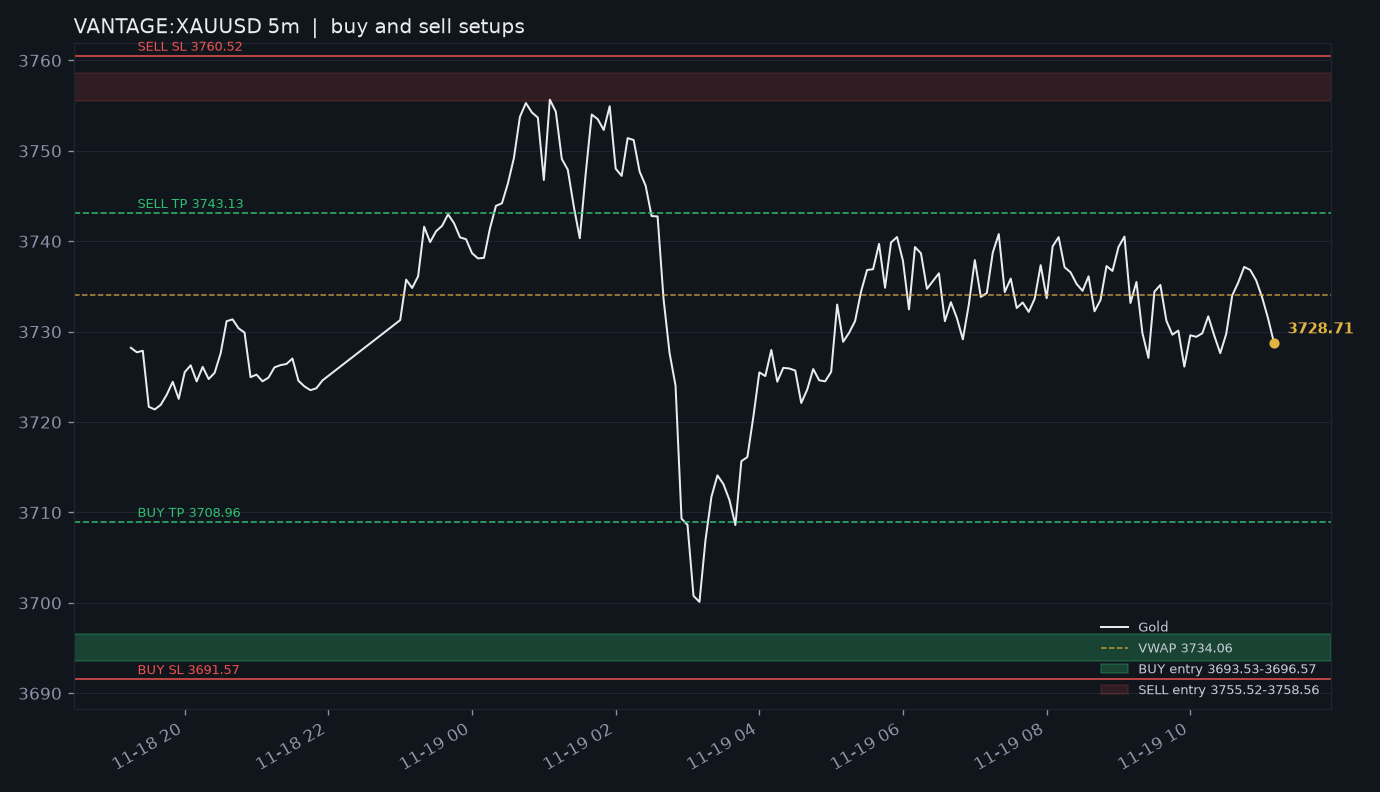 VANTAGE:XAUUSD 5m | buy and sell setups
SELL SL 3760.52
3760
3750
SELL TP 3743.13
3740
3730
3728.71
3720
BUY TP 3708.96
3710
3700
BUY SL 3691.57
3690
Gold
VWAP 3734.06
BUY entry 3693.53-3696.57
SELL entry 3755.52-3758.56
11-18 20
11-18 22
11-19 00
11-19 02
11-19 04
11-19 06
11-19 08
11-19 10